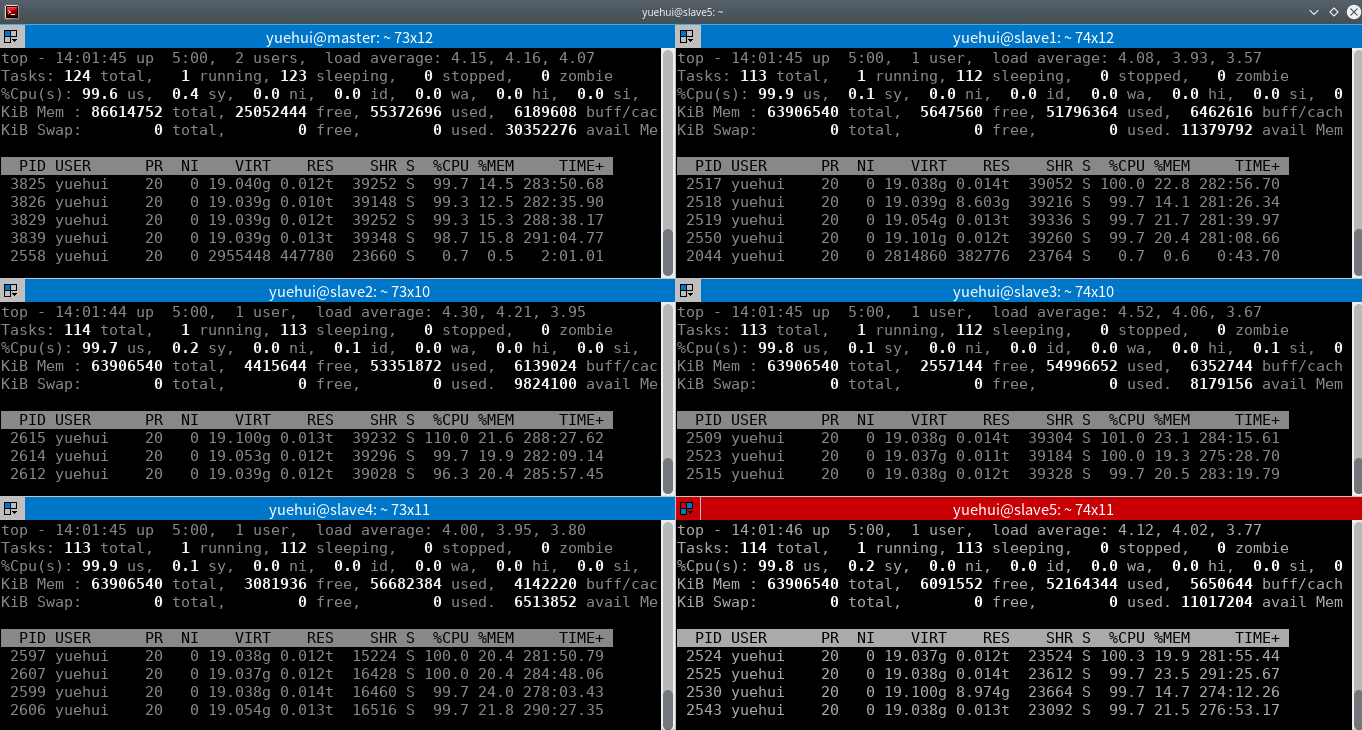 yuehui@slave5: ~
yuehui@master: ~ 73x12
top - 14:01:45 up  5:00,  2 users,  load average: 4.15, 4.16, 4.07
Tasks: 124 total,   1 running, 123 sleeping,   0 stopped,   0 zombie
%Cpu(s): 99.6 us,  0.4 sy,  0.0 ni,  0.0 id,  0.0 wa,  0.0 hi,  0.0 si,
KiB Mem : 86614752 total, 25052444 free, 55372696 used,  6189608 buff/cac
KiB Swap:        0 total,        0 free,        0 used. 30352276 avail Me
  PID USER      PR  NI    VIRT    RES    SHR S  %CPU %MEM     TIME+
 3825 yuehui    20   0 19.040g 0.012t  39252 S  99.7 14.5 283:50.68
 3826 yuehui    20   0 19.039g 0.010t  39148 S  99.3 12.5 282:35.90
 3829 yuehui    20   0 19.039g 0.012t  39252 S  99.3 15.3 288:38.17
 3839 yuehui    20   0 19.039g 0.013t  39348 S  98.7 15.8 291:04.77
 2558 yuehui    20   0 2955448 447780  23660 S   0.7  0.5   2:01.01
yuehui@slave1: ~ 74x12
top - 14:01:45 up  5:00,  1 user,  load average: 4.08, 3.93, 3.57
Tasks: 113 total,   1 running, 112 sleeping,   0 stopped,   0 zombie
%Cpu(s): 99.9 us,  0.1 sy,  0.0 ni,  0.0 id,  0.0 wa,  0.0 hi,  0.0 si,  0
KiB Mem : 63906540 total,  5647560 free, 51796364 used,  6462616 buff/cach
KiB Swap:        0 total,        0 free,        0 used. 11379792 avail Mem
  PID USER      PR  NI    VIRT    RES    SHR S  %CPU %MEM     TIME+
 2517 yuehui    20   0 19.038g 0.014t  39052 S 100.0 22.8 282:56.70
 2518 yuehui    20   0 19.039g 8.603g  39216 S  99.7 14.1 281:26.34
 2519 yuehui    20   0 19.054g 0.013t  39336 S  99.7 21.7 281:39.97
 2550 yuehui    20   0 19.101g 0.012t  39260 S  99.7 20.4 281:08.66
 2044 yuehui    20   0 2814860 382776  23764 S   0.7  0.6   0:43.70
yuehui@slave2: ~ 73x10
top - 14:01:44 up  5:00,  1 user,  load average: 4.30, 4.21, 3.95
Tasks: 114 total,   1 running, 113 sleeping,   0 stopped,   0 zombie
%Cpu(s): 99.7 us,  0.2 sy,  0.0 ni,  0.1 id,  0.0 wa,  0.0 hi,  0.0 si,
KiB Mem : 63906540 total,  4415644 free, 53351872 used,  6139024 buff/cac
KiB Swap:        0 total,        0 free,        0 used.  9824100 avail Me
  PID USER      PR  NI    VIRT    RES    SHR S  %CPU %MEM     TIME+
 2615 yuehui    20   0 19.100g 0.013t  39232 S 110.0 21.6 288:27.62
 2614 yuehui    20   0 19.053g 0.012t  39296 S  99.7 19.9 282:09.14
 2612 yuehui    20   0 19.039g 0.012t  39028 S  96.3 20.4 285:57.45
yuehui@slave3: ~ 74x10
top - 14:01:45 up  5:00,  1 user,  load average: 4.52, 4.06, 3.67
Tasks: 113 total,   1 running, 112 sleeping,   0 stopped,   0 zombie
%Cpu(s): 99.8 us,  0.1 sy,  0.0 ni,  0.0 id,  0.0 wa,  0.0 hi,  0.1 si,  0
KiB Mem : 63906540 total,  2557144 free, 54996652 used,  6352744 buff/cach
KiB Swap:        0 total,        0 free,        0 used.  8179156 avail Mem
  PID USER      PR  NI    VIRT    RES    SHR S  %CPU %MEM     TIME+
 2509 yuehui    20   0 19.038g 0.014t  39304 S 101.0 23.1 284:15.61
 2523 yuehui    20   0 19.037g 0.011t  39184 S 100.0 19.3 275:28.70
 2515 yuehui    20   0 19.038g 0.012t  39328 S  99.7 20.5 283:19.79
yuehui@slave4: ~ 73x11
top - 14:01:45 up  5:00,  1 user,  load average: 4.00, 3.95, 3.80
Tasks: 113 total,   1 running, 112 sleeping,   0 stopped,   0 zombie
%Cpu(s): 99.9 us,  0.1 sy,  0.0 ni,  0.0 id,  0.0 wa,  0.0 hi,  0.0 si,
KiB Mem : 63906540 total,  3081936 free, 56682384 used,  4142220 buff/cac
KiB Swap:        0 total,        0 free,        0 used.  6513852 avail Me
  PID USER      PR  NI    VIRT    RES    SHR S  %CPU %MEM     TIME+
 2597 yuehui    20   0 19.038g 0.012t  15224 S 100.0 20.4 281:50.79
 2607 yuehui    20   0 19.037g 0.012t  16428 S 100.0 20.4 284:48.06
 2599 yuehui    20   0 19.038g 0.014t  16460 S  99.7 24.0 278:03.43
 2606 yuehui    20   0 19.054g 0.013t  16516 S  99.7 21.8 290:27.35
yuehui@slave5: ~ 74x11
top - 14:01:46 up  5:00,  1 user,  load average: 4.12, 4.02, 3.77
Tasks: 114 total,   1 running, 113 sleeping,   0 stopped,   0 zombie
%Cpu(s): 99.8 us,  0.2 sy,  0.0 ni,  0.0 id,  0.0 wa,  0.0 hi,  0.0 si,  0
KiB Mem : 63906540 total,  6091552 free, 52164344 used,  5650644 buff/cach
KiB Swap:        0 total,        0 free,        0 used. 11017204 avail Mem
  PID USER      PR  NI    VIRT    RES    SHR S  %CPU %MEM     TIME+
 2524 yuehui    20   0 19.037g 0.012t  23524 S 100.3 19.9 281:55.44
 2525 yuehui    20   0 19.038g 0.014t  23612 S  99.7 23.5 291:25.67
 2530 yuehui    20   0 19.100g 8.974g  23664 S  99.7 14.7 274:12.26
 2543 yuehui    20   0 19.038g 0.013t  23092 S  99.7 21.5 276:53.17